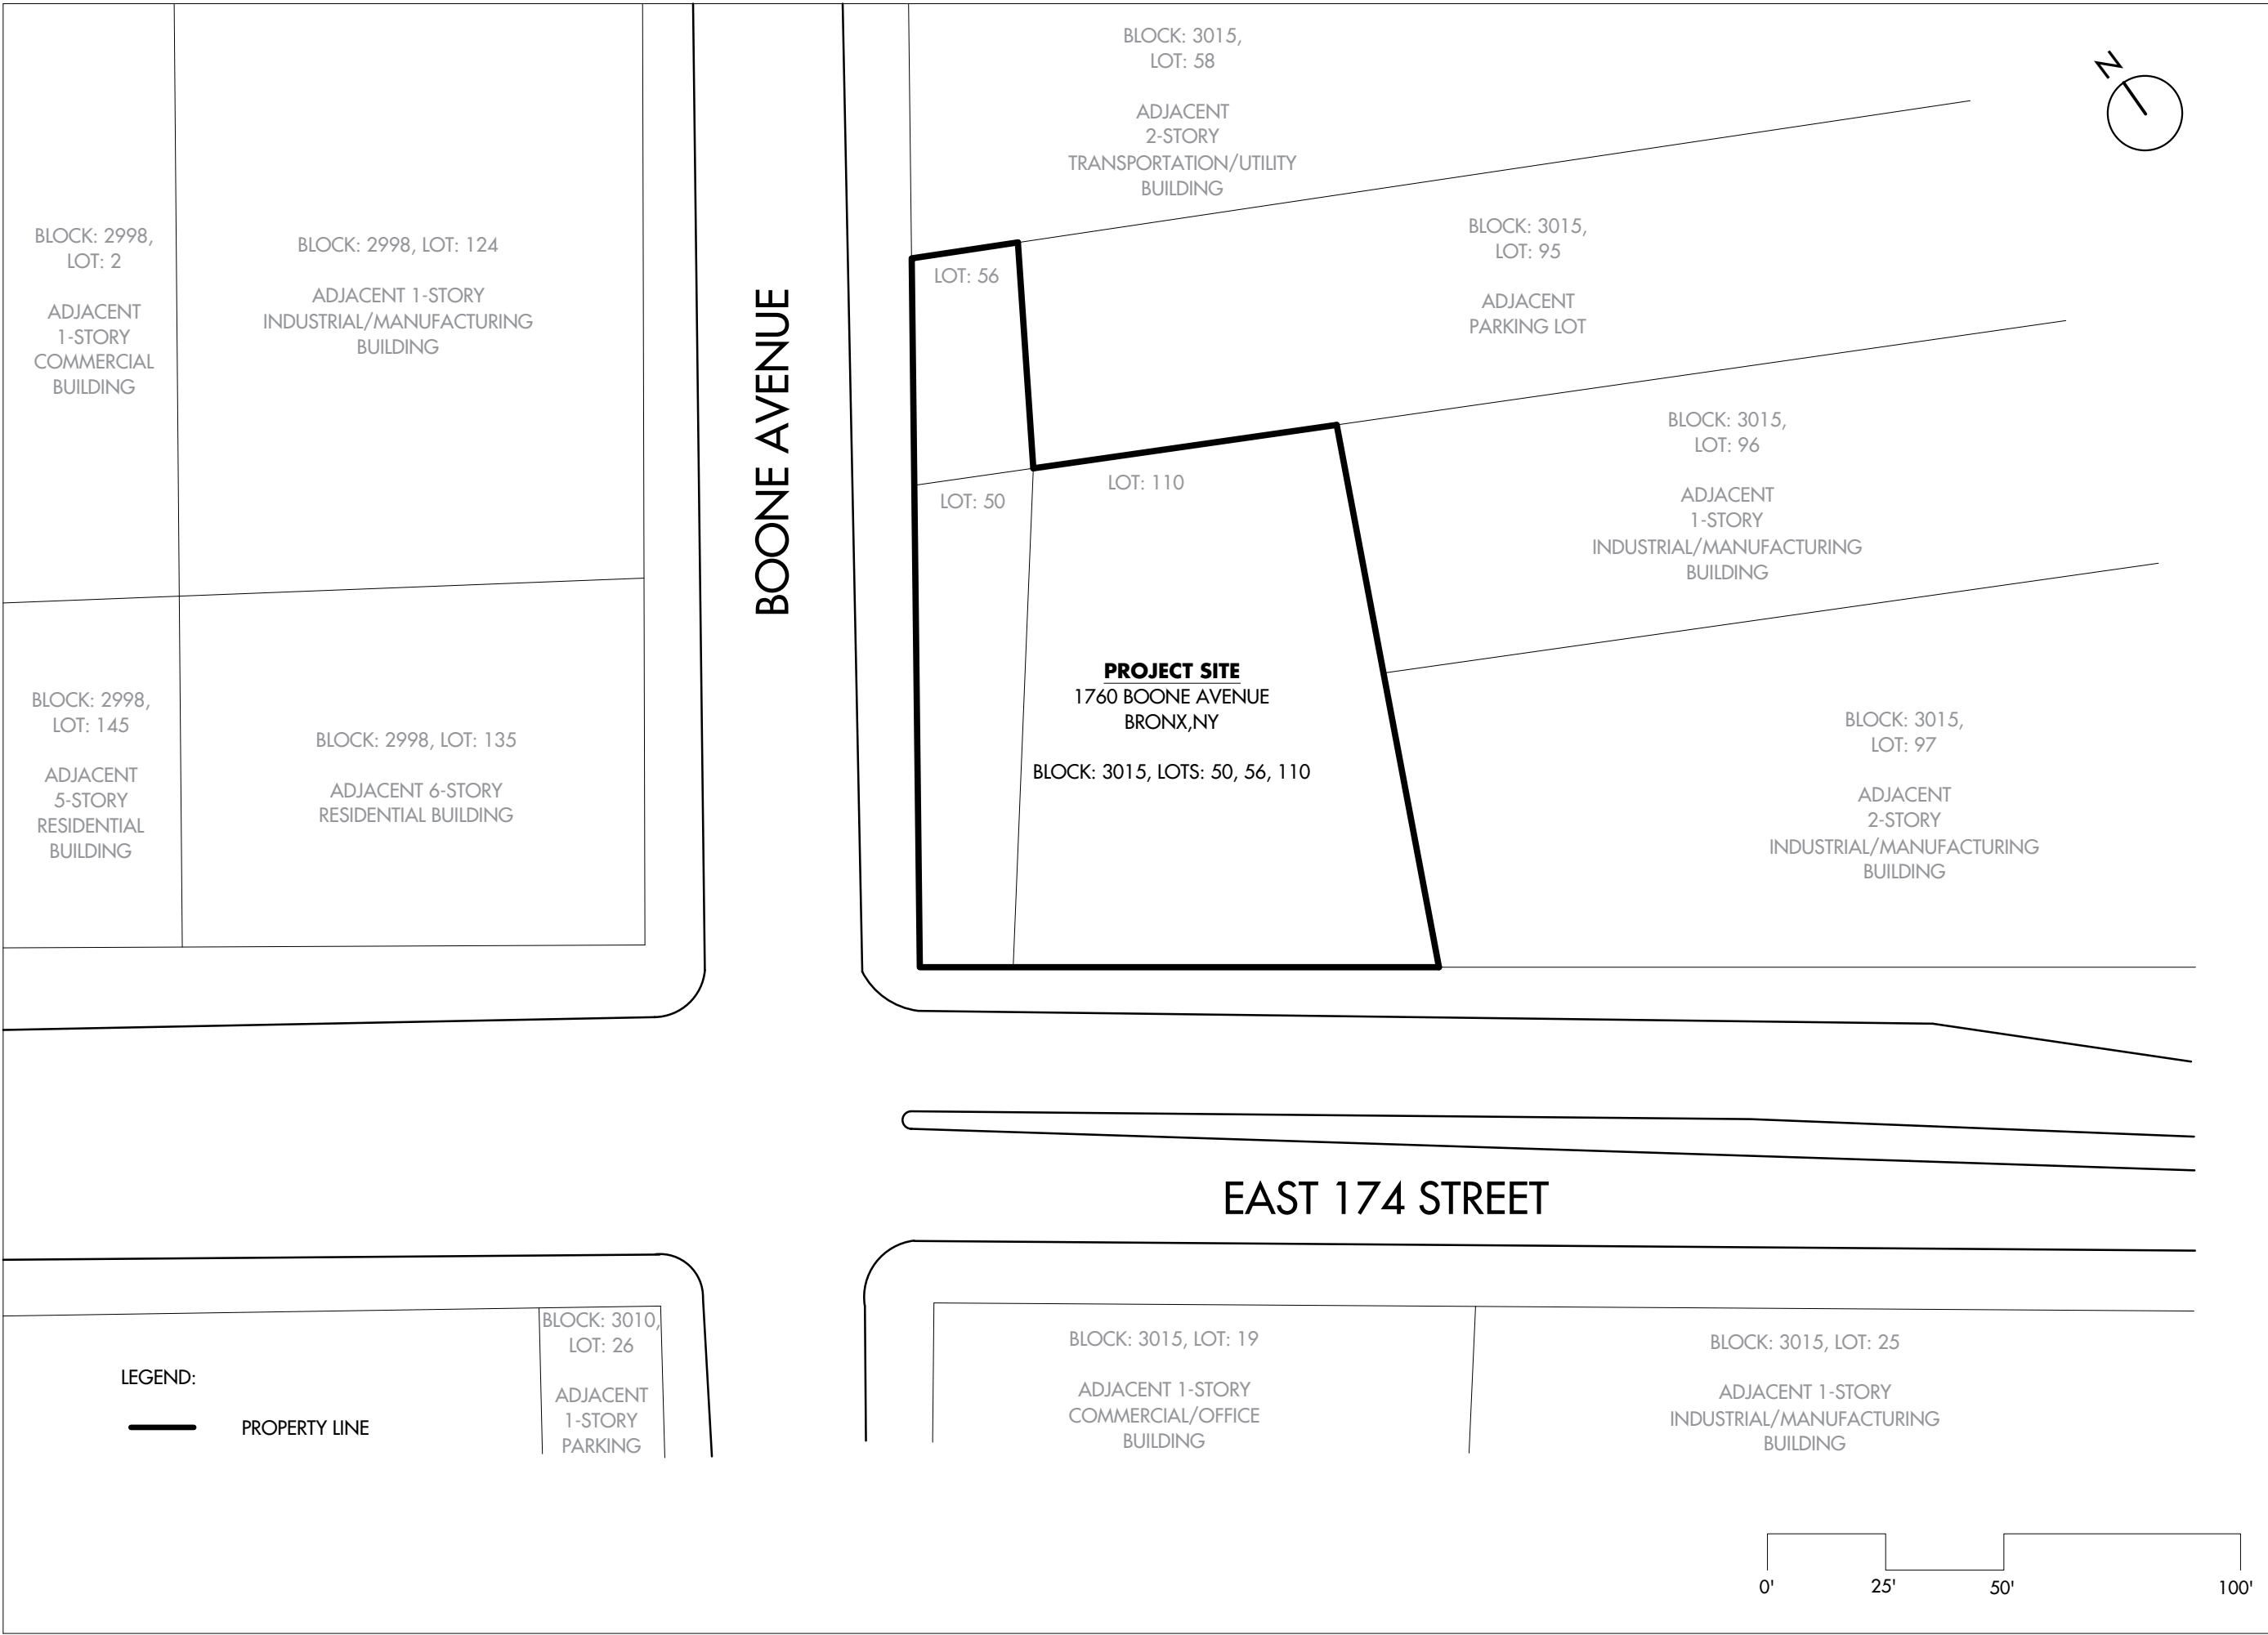 BLOCK: 3015,
LOT: 58
ADJACENT
2-STORY
TRANSPORTATION/UTILITY
BUILDING
N
BLOCK: 2998,
LOT: 2
ADJACENT
1-STORY
COMMERCIAL
BUILDING
BLOCK: 2998, LOT: 124
ADJACENT 1-STORY
INDUSTRIAL/MANUFACTURING
BUILDING
BOONE AVENUE
LOT: 56
BLOCK: 3015,
LOT: 95
ADJACENT
PARKING LOT
LOT: 50
LOT: 110
BLOCK: 3015,
LOT: 96
ADJACENT
1-STORY
INDUSTRIAL/MANUFACTURING
BUILDING
PROJECT SITE
1760 BOONE AVENUE
BRONX,NY
BLOCK: 3015, LOTS: 50, 56, 110
BLOCK: 2998,
LOT: 145
ADJACENT
5-STORY
RESIDENTIAL
BUILDING
BLOCK: 2998, LOT: 135
ADJACENT 6-STORY
RESIDENTIAL BUILDING
BLOCK: 3015,
LOT: 97
ADJACENT
2-STORY
INDUSTRIAL/MANUFACTURING
BUILDING
EAST 174 STREET
LEGEND:
PROPERTY LINE
BLOCK: 3010,
LOT: 26
ADJACENT
1-STORY
PARKING
BLOCK: 3015, LOT: 19
ADJACENT 1-STORY
COMMERCIAL/OFFICE
BUILDING
BLOCK: 3015, LOT: 25
ADJACENT 1-STORY
INDUSTRIAL/MANUFACTURING
BUILDING
0' 25' 50' 100'